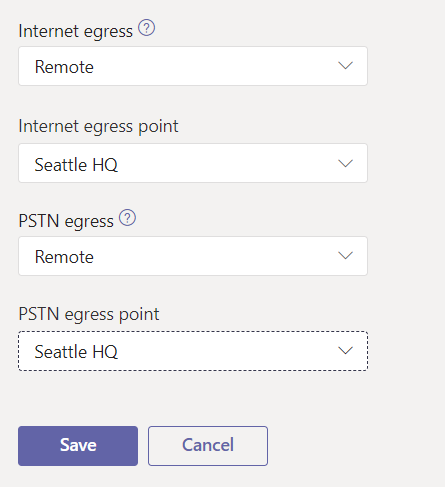 Internet egress ?
Remote
Internet egress point
Seattle HQ
PSTN egress ?
Remote
PSTN egress point
Seattle HQ
Save Cancel